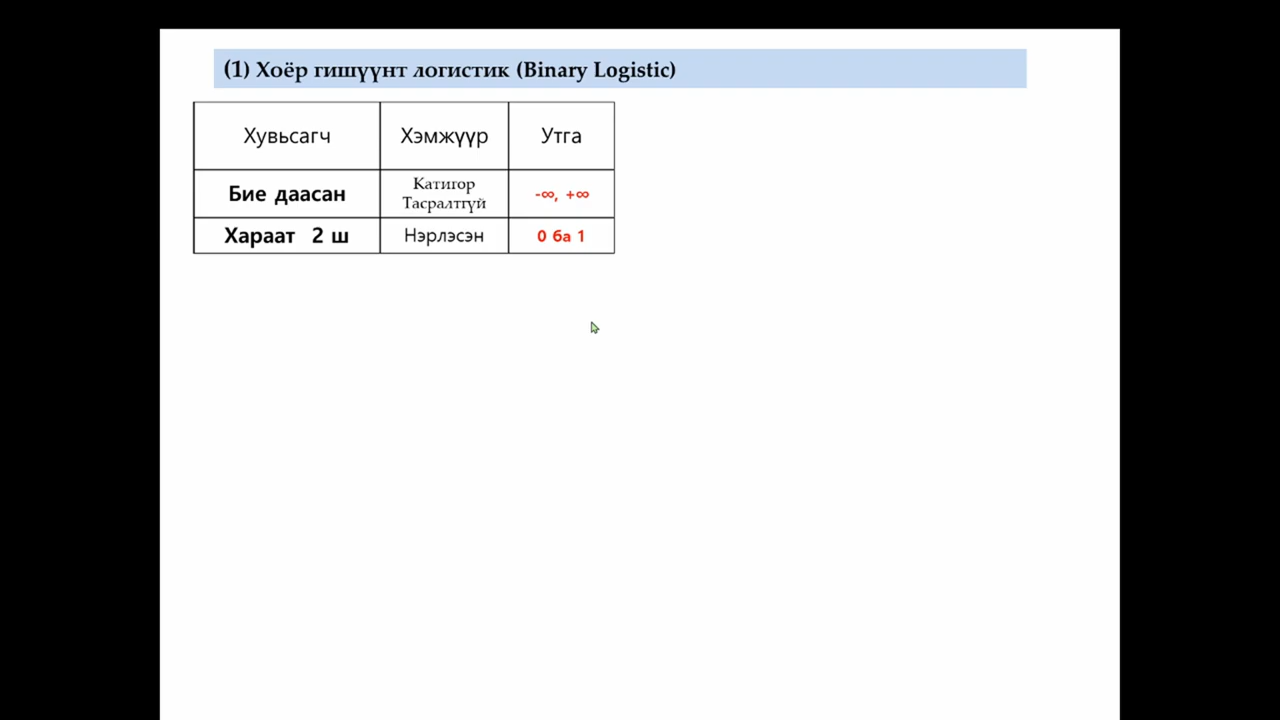 (1) Хоёр гишүүнт логистик (Binary Logistic)
Хувьсагч Хэмжүүр Утга
Бие даасан Катигор Тасралтгүй -∞, +∞
Хараат 2 ш Нэрлэсэн 0 ба 1